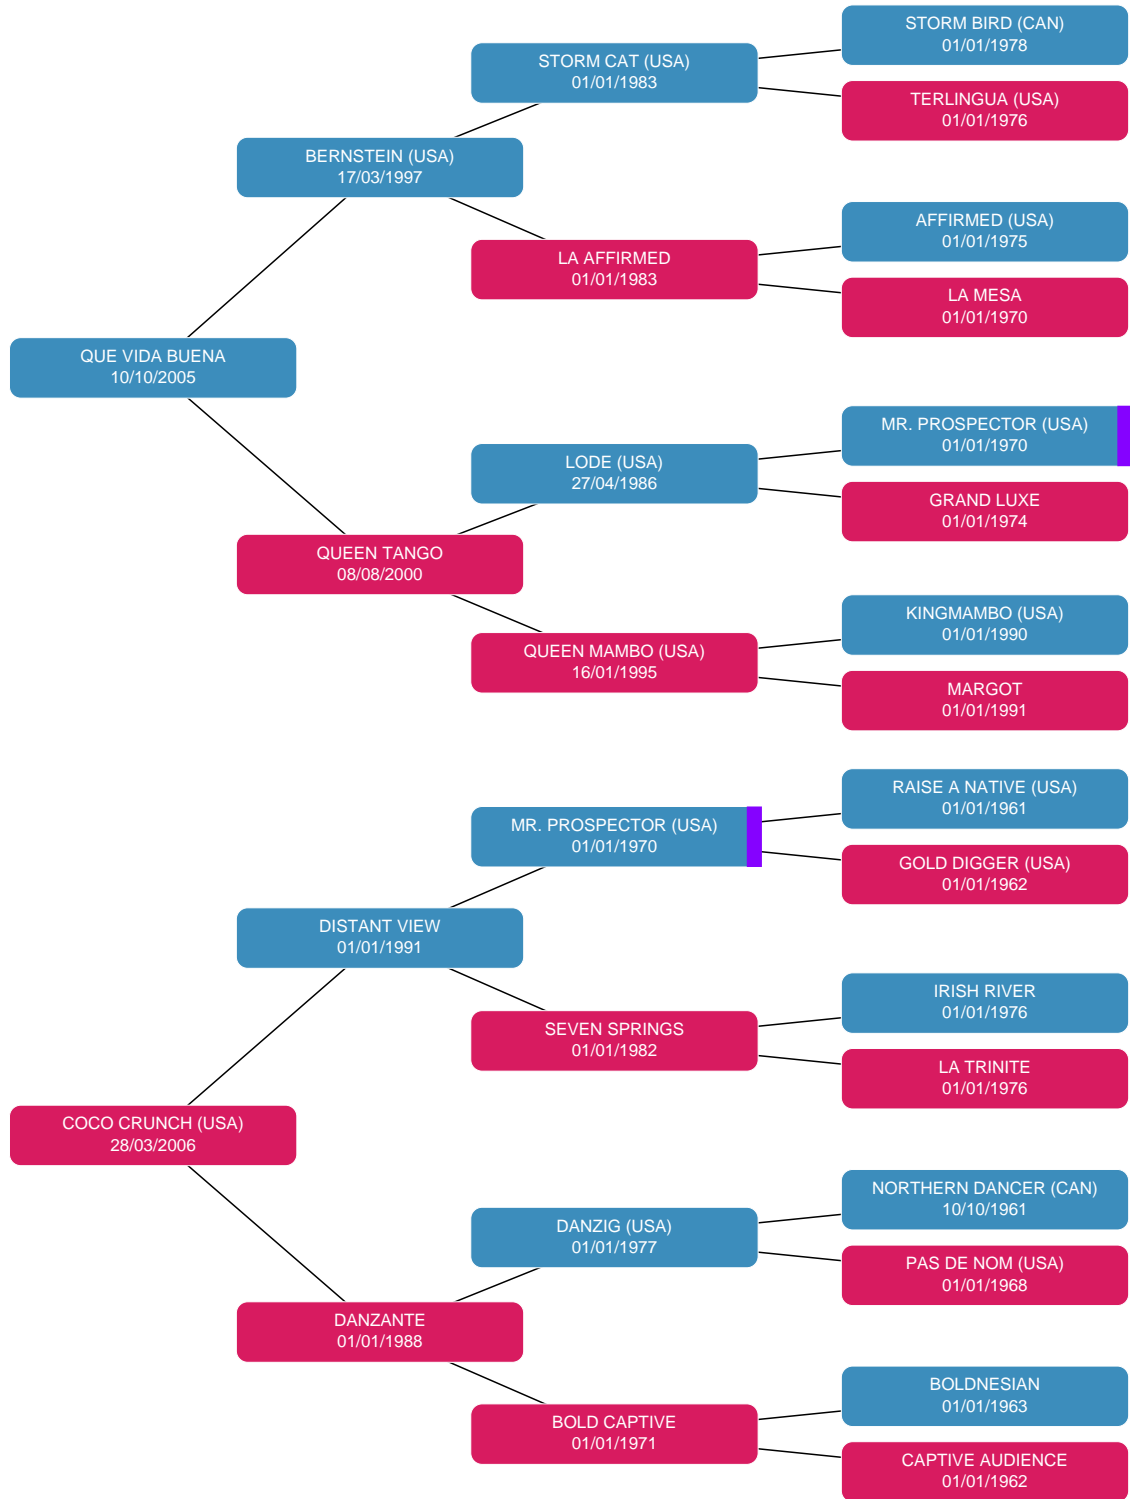 STORM BIRD (CAN)
01/01/1978
STORM CAT (USA)
01/01/1983
TERLINGUA (USA)
01/01/1976
BERNSTEIN (USA)
17/03/1997
AFFIRMED (USA)
01/01/1975
LA AFFIRMED
01/01/1983
LA MESA
01/01/1970
QUE VIDA BUENA
10/10/2005
MR. PROSPECTOR (USA)
01/01/1970
LODE (USA)
27/04/1986
GRAND LUXE
01/01/1974
QUEEN TANGO
08/08/2000
KINGMAMBO (USA)
01/01/1990
QUEEN MAMBO (USA)
16/01/1995
MARGOT
01/01/1991
RAISE A NATIVE (USA)
01/01/1961
MR. PROSPECTOR (USA)
01/01/1970
GOLD DIGGER (USA)
01/01/1962
DISTANT VIEW
01/01/1991
IRISH RIVER
01/01/1976
SEVEN SPRINGS
01/01/1982
LA TRINITE
01/01/1976
COCO CRUNCH (USA)
28/03/2006
NORTHERN DANCER (CAN)
10/10/1961
DANZIG (USA)
01/01/1977
PAS DE NOM (USA)
01/01/1968
DANZANTE
01/01/1988
BOLDNESIAN
01/01/1963
BOLD CAPTIVE
01/01/1971
CAPTIVE AUDIENCE
01/01/1962